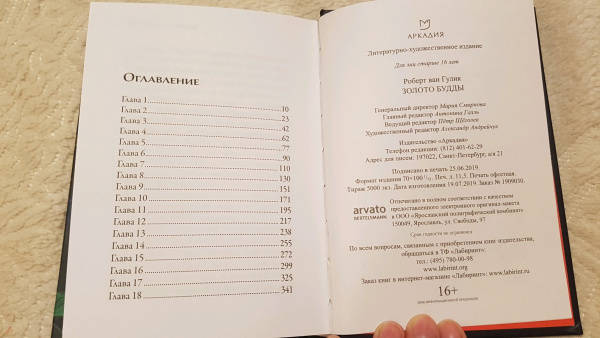 Оглавление
Глава 1 10
Глава 2 23
Глава 3 42
Глава 4 62
Глава 5 77
Глава 6 90
Глава 7 110
Глава 8 130
Глава 9 151
Глава 10 171
Глава 11 195
Глава 12 217
Глава 13 238
Глава 14 255
Глава 15 272
Глава 16 299
Глава 17 325
Глава 18 341
АРКАДИЯ
Литературно-художественное издание
Для лиц старше 16 лет
Роберт ван Гулик
ЗОЛОТО БУДДЫ
Генеральный директор Мария Смирнова
Главный редактор Антонина Галль
Ведущий редактор Пётр Щёголев
Художественный редактор Александр Андрейчук
Издательство «Аркадия»
Телефон редакции: (812) 401-62-29
Адрес для писем: 197022, Санкт-Петербург, а/я 21
Подписано в печать 25.06.2019.
Формат издания 70×100 1/32. Печ. л. 11,5. Печать офсетная.
Тираж 5000 экз. Дата изготовления 19.07.2019. Заказ № 1909030.
arvato
BERTELSMANN
Отпечатано в полном соответствии с качеством
предоставленного электронного оригинал-макета
в ООО «Ярославский полиграфический комбинат»
150049, Ярославль, ул. Свободы, 97
Срок годности не ограничен
По всем вопросам, связанным с приобретением книг издательства,
обращаться в ТФ «Лабиринт»:
тел.: (495) 780-00-98
www.labirint.org
Заказ книг в интернет-магазине «Лабиринт»: www.labirint.ru
16+